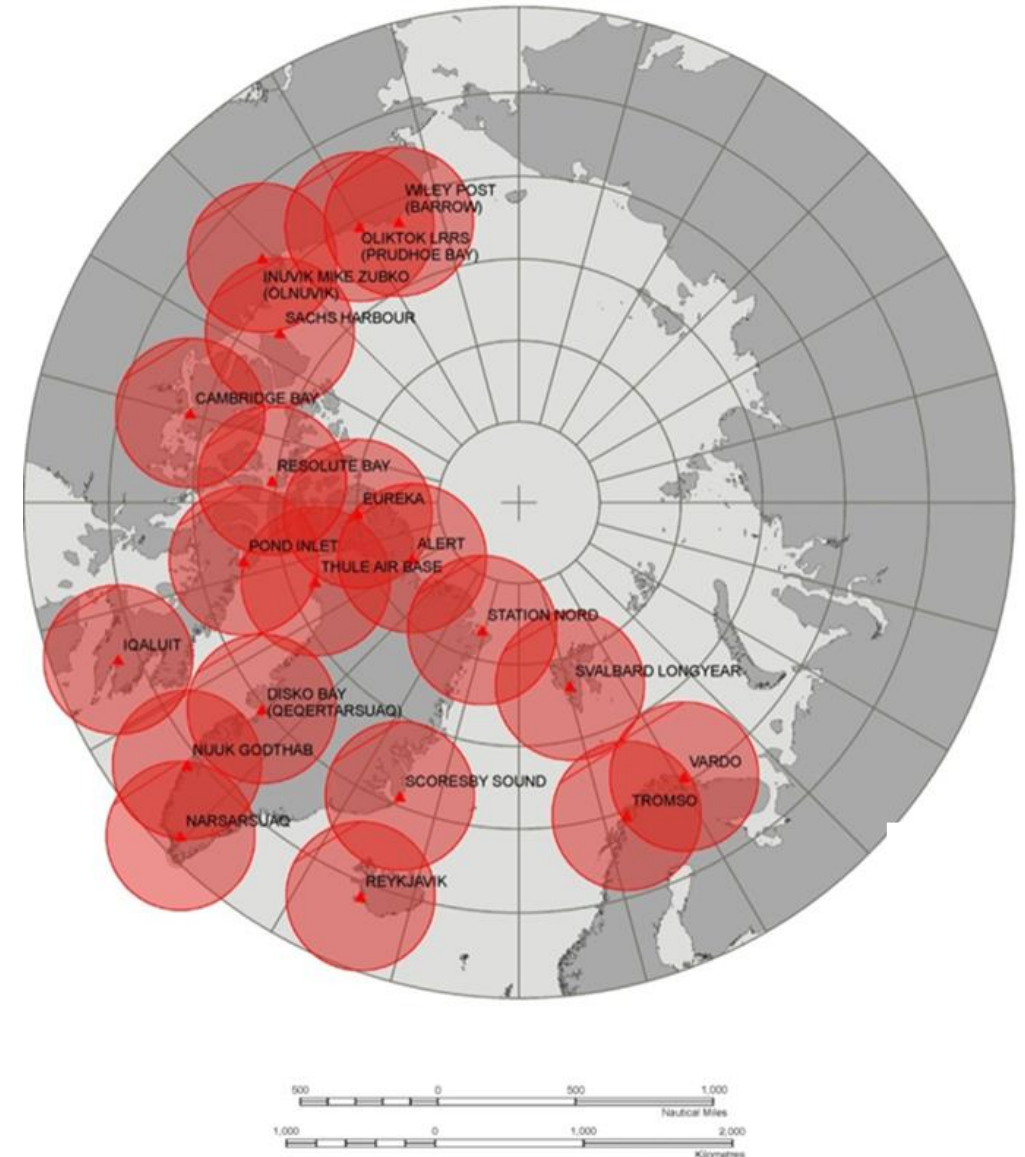 WILEY POST
(BARROW)
OLIKTOK LRRS
(PRUDHOE BAY)
INUVIK MIKE ZUBKO
(OLNUVIK)
SACHS HARBOUR
CAMBRIDGE BAY
RESOLUTE BAY
EUREKA
POND INLET
ALERT
THULE AIR BASE
STATION NORD
IQALUIT
SVALBARD LONGYEAR
DISKO BAY
(QEQERTARSUAQ)
NUUK GODTHAB
SCORESBY SOUND
VARDO
TROMSO
NARSARSUAQ
REYKJAVIK
500 0 500 1,000
Nautical Miles
1,000 0 1,000 2,000
Kilometres